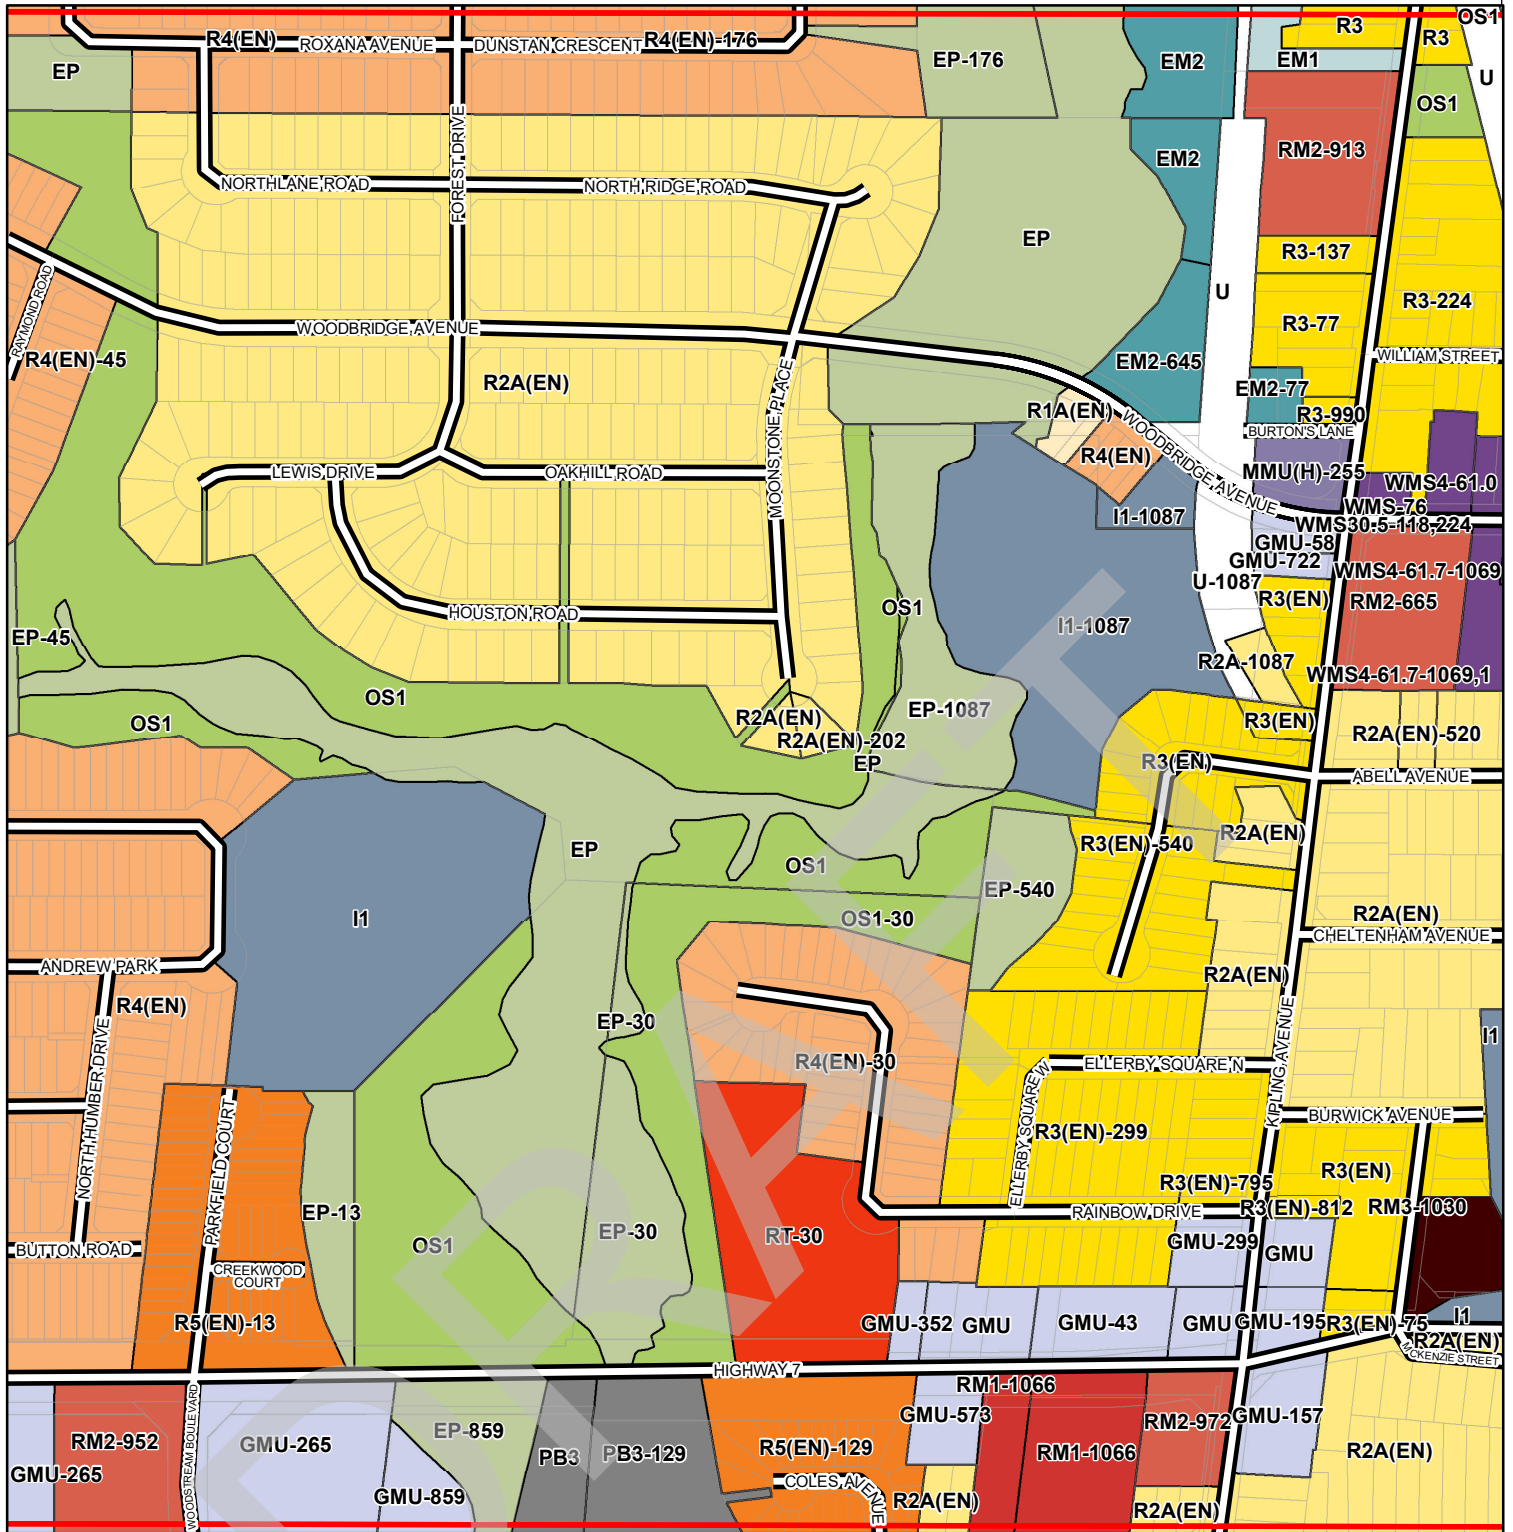 OS1
R3
R3
R4(EN)
ROXANA AVENUE
DUNSTAN CRESCENT
R4(EN)-176
EP-176
EM2
EM1
EP
U
OS1
FOREST DRIVE
RM2-913
EM2
NORTHLANE ROAD
NORTH RIDGE ROAD
EP
R3-137
RAYMOND ROAD
U
R3-224
R3-77
WOODBRIDGE AVENUE
R4(EN)-45
WILLIAM STREET
EM2-645
R2A(EN)
MOONSTONE PLACE
EM2-77
R1A(EN)
R3-990
BURTON'S LANE
WOODBRIDGE AVENUE
R4(EN)
LEWIS DRIVE
OAKHILL ROAD
MMU(H)-255
WMS4-61.0
WMS-76
I1-1087
WMS30.5-118,224
GMU-58
GMU-722
WMS4-61.7-1069
U-1087
R3(EN)
RM2-665
OS1
HOUSTON ROAD
I1-1087
EP-45
R2A-1087
WMS4-61.7-1069,1
OS1
EP-1087
OS1
R2A(EN)
R3(EN)
R2A(EN)-520
R2A(EN)-202
EP
R3(EN)
ABELL AVENUE
R2A(EN)
R3(EN)-540
EP
OS1
EP-540
I1
OS1-30
R2A(EN)
CHELTENHAM AVENUE
ANDREW PARK
R2A(EN)
R4(EN)
EP-30
KIPLING AVENUE
I1
R4(EN)-30
ELLERBY SQUARE N
NORTH HUMBER DRIVE
ELLERBY SQUARE W
BURWICK AVENUE
R3(EN)-299
PARKFIELD COURT
R3(EN)
R3(EN)-795
EP-13
RAINBOW DRIVE
R3(EN)-812
RM3-1030
EP-30
RT-30
OS1
GMU-299
GMU
BUTTON ROAD
CREEKWOOD
COURT
R5(EN)-13
GMU-352
GMU
GMU-43
GMU
GMU-195
R3(EN)-75
I1
R2A(EN)
MCKENZIE STREET
HIGHWAY 7
RM1-1066
WOODSTREAM BOULEVARD
GMU-573
RM2-972
GMU-157
EP-859
RM2-952
GMU-265
PB3
PB3-129
R5(EN)-129
RM1-1066
R2A(EN)
GMU-265
COLES AVENUE
GMU-859
R2A(EN)
R2A(EN)
DRAFT